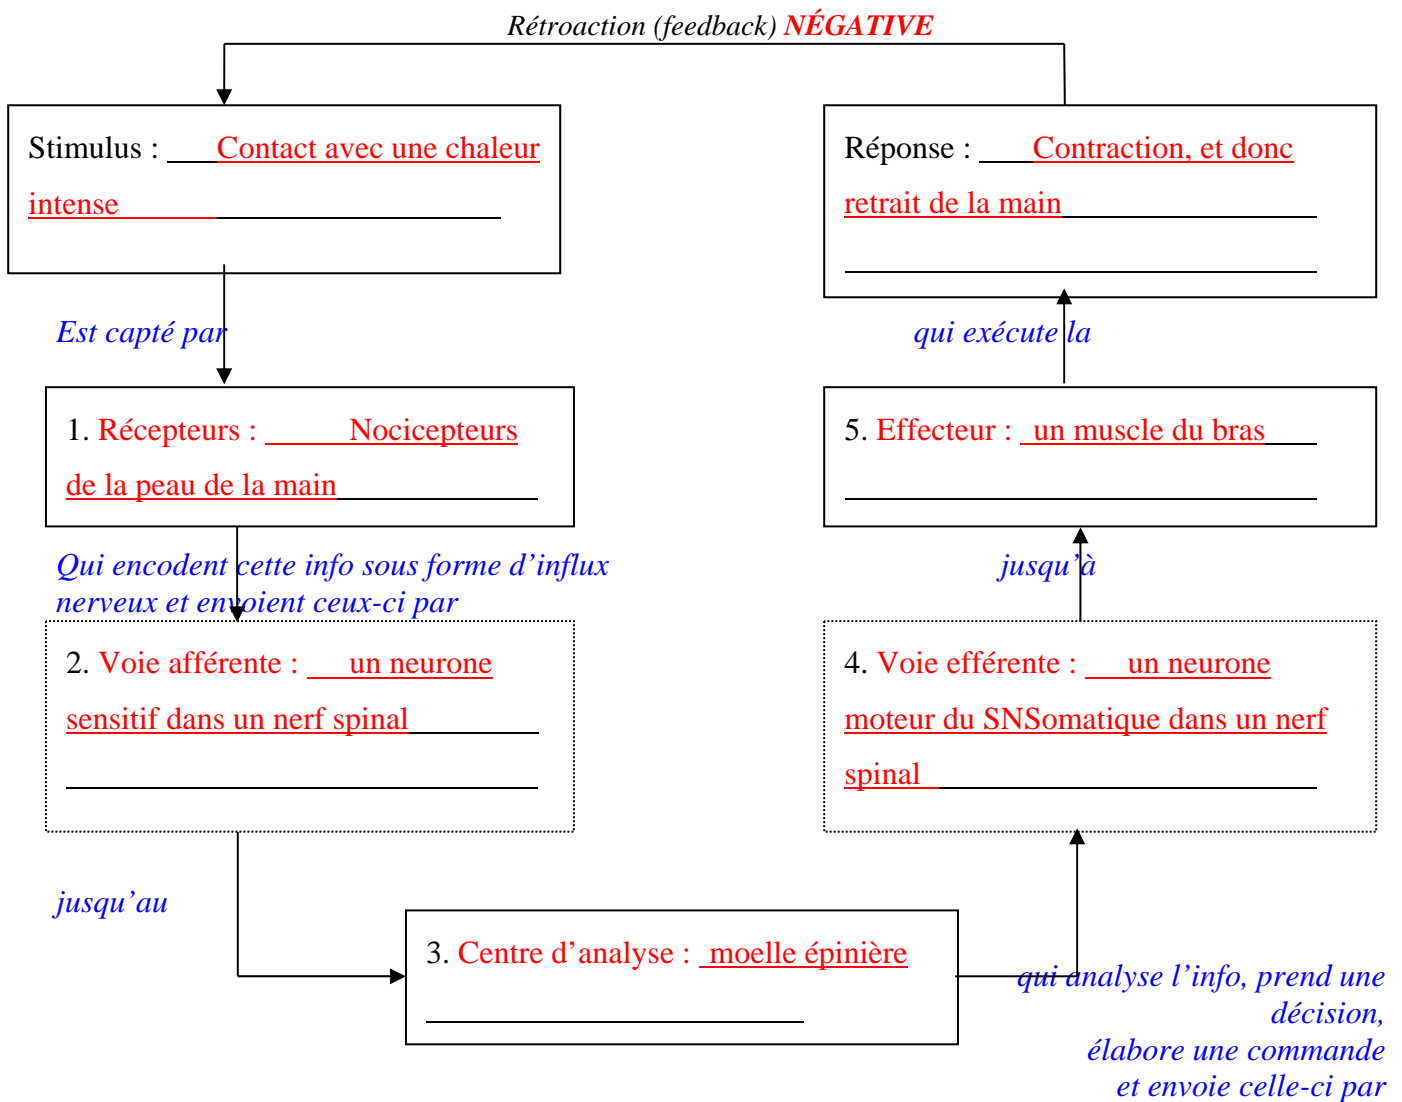 Rétroaction (feedback) NÉGATIVE
Stimulus : Contact avec une chaleur
intense
Est capté par
1. Récepteurs : Nocicepteurs
de la peau de la main
Qui encodent cette info sous forme d’influx
nerveux et envoient ceux-ci par
2. Voie afférente : un neurone
sensitif dans un nerf spinal
jusqu’au
3. Centre d’analyse : moelle épinière
qui analyse l’info, prend une
décision,
élabore une commande
et envoie celle-ci par
4. Voie efférente : un neurone
moteur du SNSomatique dans un nerf
spinal
jusqu’à
5. Effecteur : un muscle du bras
qui exécute la
Réponse : Contraction, et donc
retrait de la main